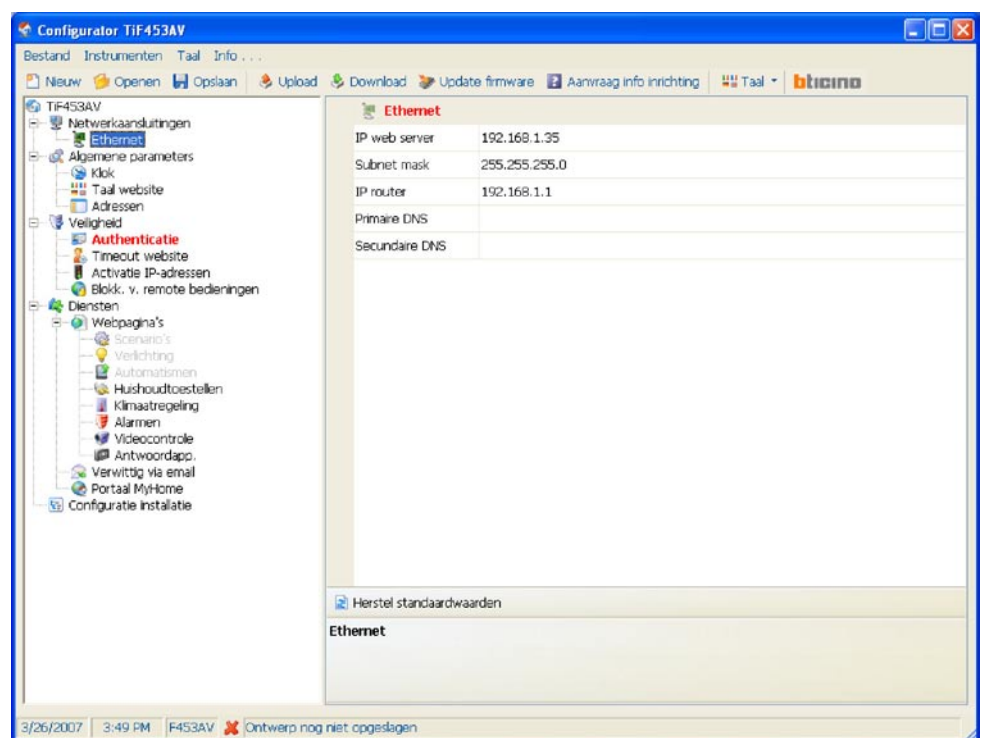 Configurator TiF453AV
Bestand Instrumenten Taal Info . . .
Nieuw Openen Opslaan Upload Download Update firmware Aanvraag info inrichting Taal bticino
TiF453AV
Netwerkaansluitingen
Ethernet
Algemene parameters
Klok
Taal website
Adressen
Veiligheid
Authenticatie
Timeout website
Activatie IP-adressen
Blokk. v. remote bedieningen
Diensten
Webpagina's
Scenario's
Verlichting
Automatismen
Huishoudtoestellen
Klimaatregeling
Alarmen
Videocontrole
Antwoordapp.
Verwittig via email
Portaal MyHome
Configuratie installatie
Ethernet
IP web server 192.168.1.35
Subnet mask 255.255.255.0
IP router 192.168.1.1
Primaire DNS
Secundaire DNS
Herstel standaardwaarden
Ethernet
3/26/2007 3:49 PM F453AV Ontwerp nog niet opgeslagen